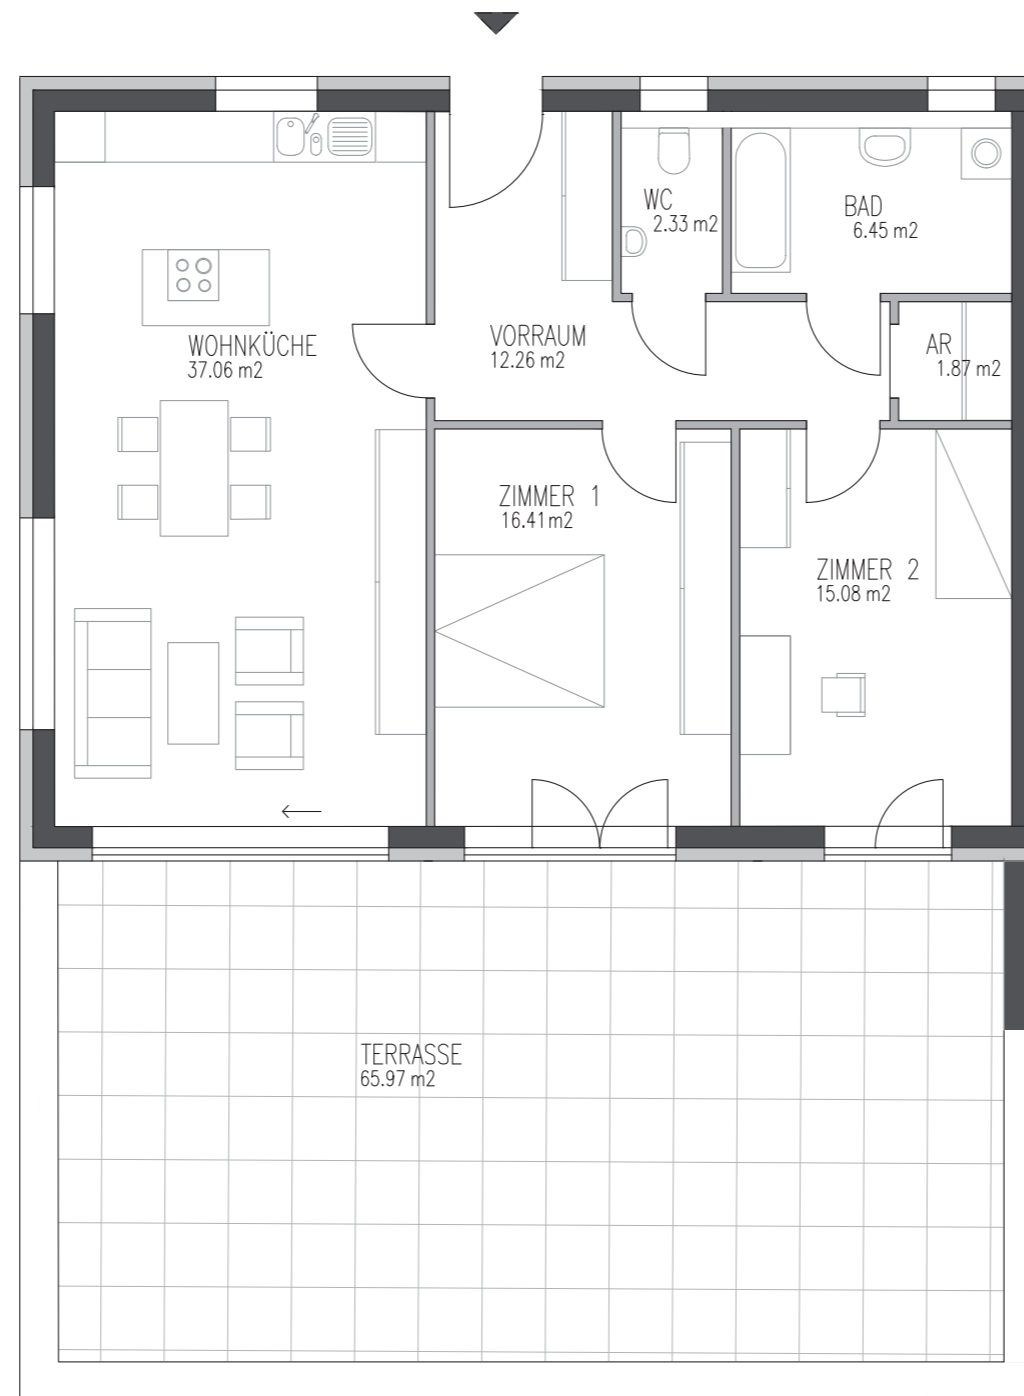 WC
2.33 m2
BAD
6.45 m2
WOHNKÜCHE
37.06 m2
VORRAUM
12.26 m2
AR
1.87 m2
ZIMMER 1
16.41 m2
ZIMMER 2
15.08 m2
TERRASSE
65.97 m2